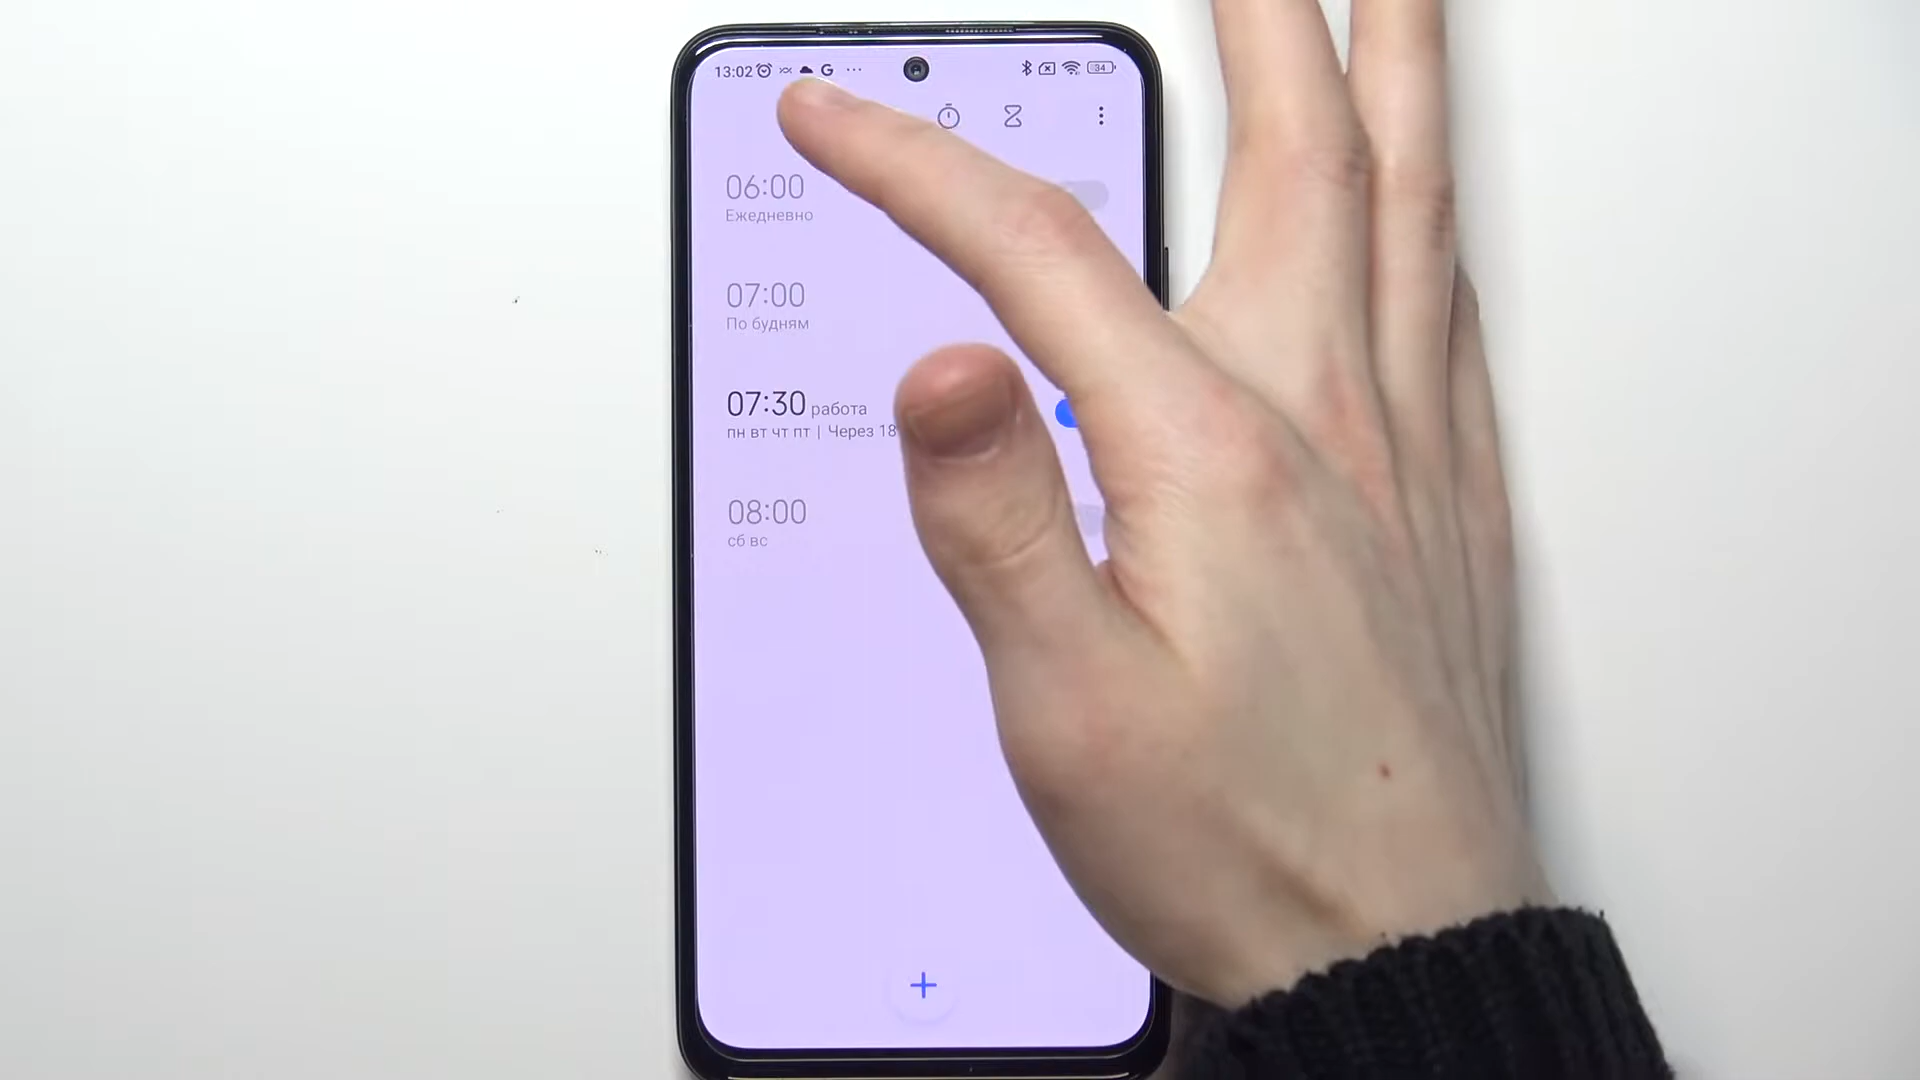 13:02 G ... 34
06:00
Ежедневно
07:00
По будням
07:30 работа
пн вт чт пт | Через 18
08:00
сб вс